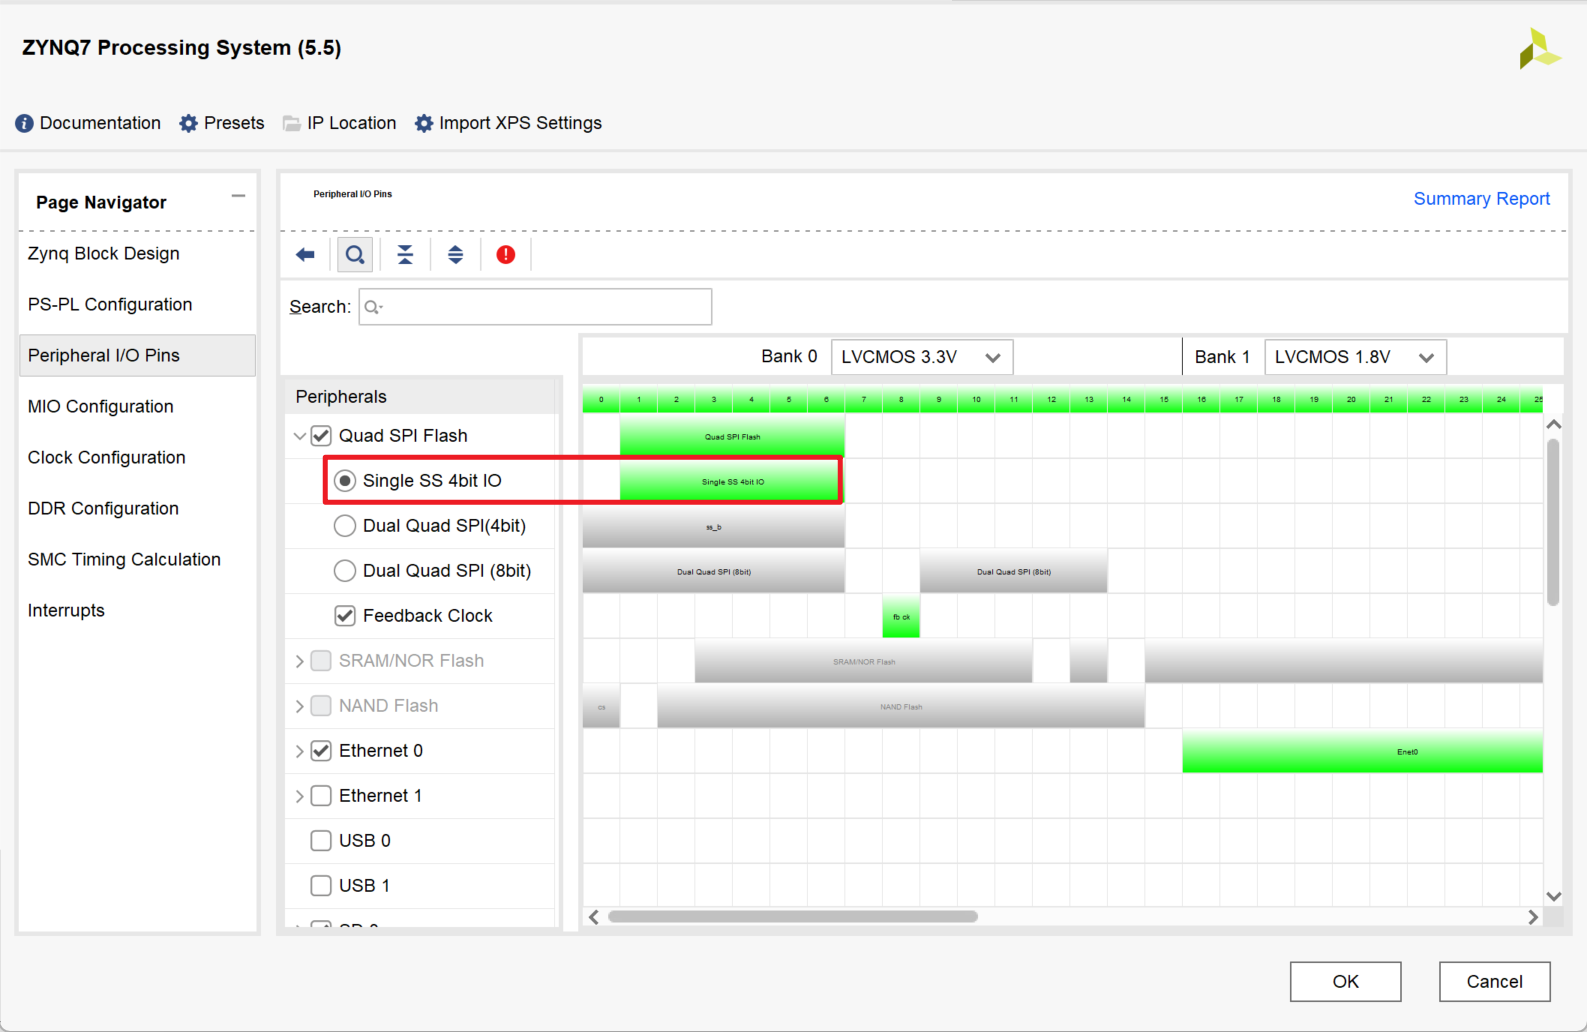 ZYNQ7 Processing System (5.5)
Documentation Presets IP Location Import XPS Settings
Page Navigator
Zynq Block Design
PS-PL Configuration
Peripheral I/O Pins
MIO Configuration
Clock Configuration
DDR Configuration
SMC Timing Calculation
Interrupts
Peripheral I/O Pins
Summary Report
Search:
Bank 0 LVCMOS 3.3V Bank 1 LVCMOS 1.8V
Peripherals
0 1 2 3 4 5 6 7 8 9 10 11 12 13 14 15 16 17 18 19 20 21 22 23 24
Quad SPI Flash Quad SPI Flash
Single SS 4bit IO Single SS 4bit IO
Dual Quad SPI(4bit) ss_b
Dual Quad SPI (8bit) Dual Quad SPI (8bit) Dual Quad SPI (8bit)
Feedback Clock fb ck
SRAM/NOR Flash SRAM/NOR Flash
NAND Flash cs NAND Flash
Ethernet 0 Enet0
Ethernet 1
USB 0
USB 1
OK Cancel